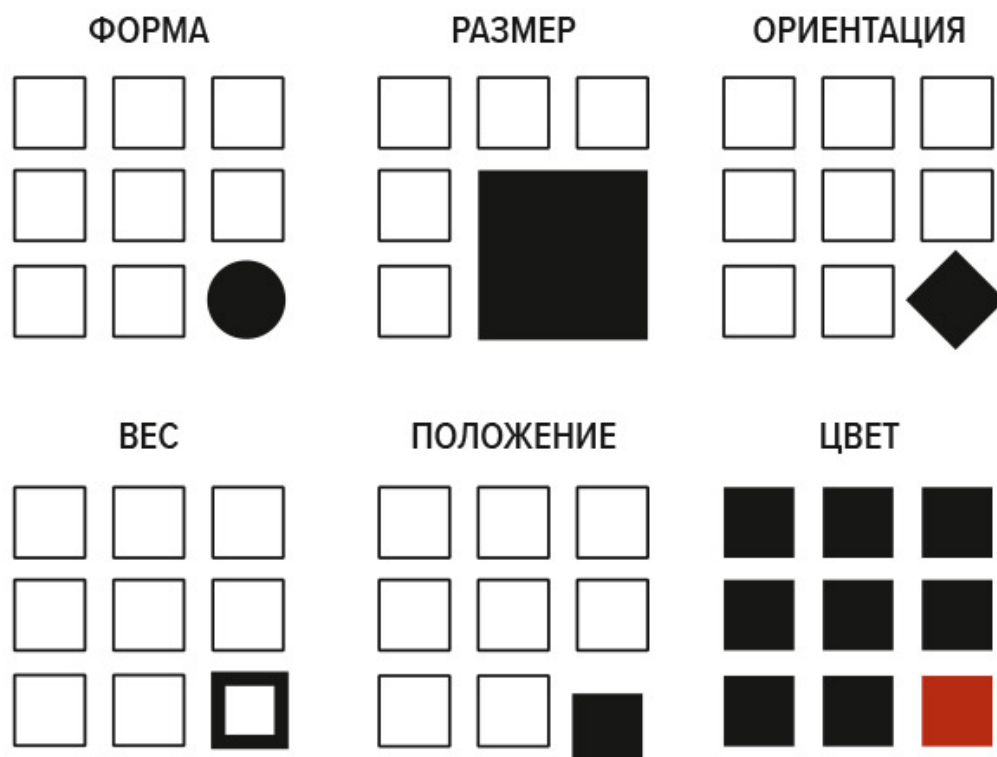 ФОРМА
РАЗМЕР
ОРИЕНТАЦИЯ
ВЕС
ПОЛОЖЕНИЕ
ЦВЕТ